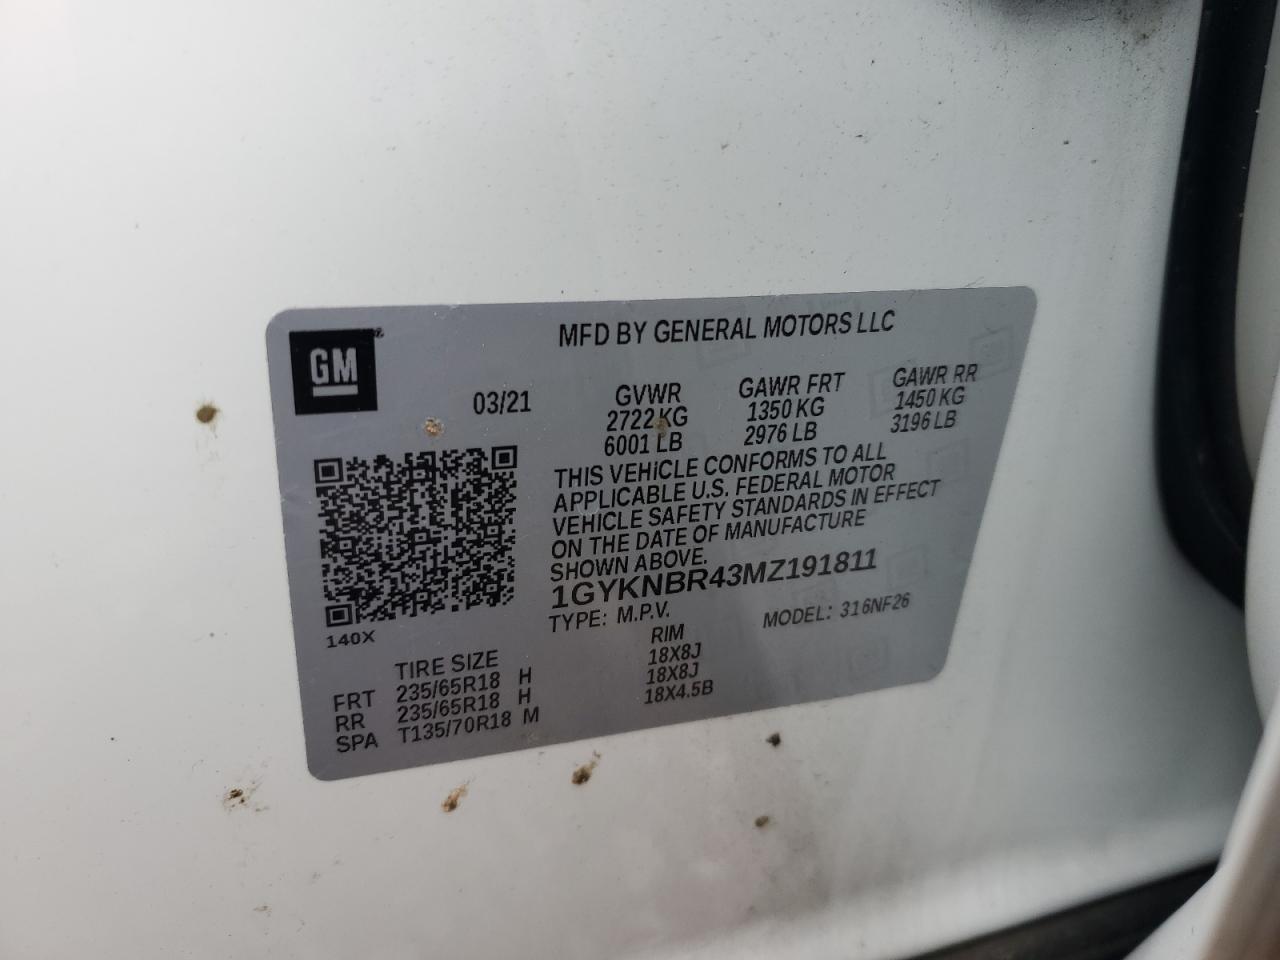 GM
MFD BY GENERAL MOTORS LLC
03/21
GVWR GAWR FRT GAWR RR
2722 KG 1350 KG 1450 KG
6001 LB 2976 LB 3196 LB
THIS VEHICLE CONFORMS TO ALL
APPLICABLE U.S. FEDERAL MOTOR
VEHICLE SAFETY STANDARDS IN EFFECT
ON THE DATE OF MANUFACTURE
SHOWN ABOVE.
1GYKNBR43MZ191811
TYPE: M.P.V. MODEL: 316NF26
140X
TIRE SIZE RIM
FRT 235/65R18 H 18X8J
RR 235/65R18 H 18X8J
SPA T135/70R18 M 18X4.5B